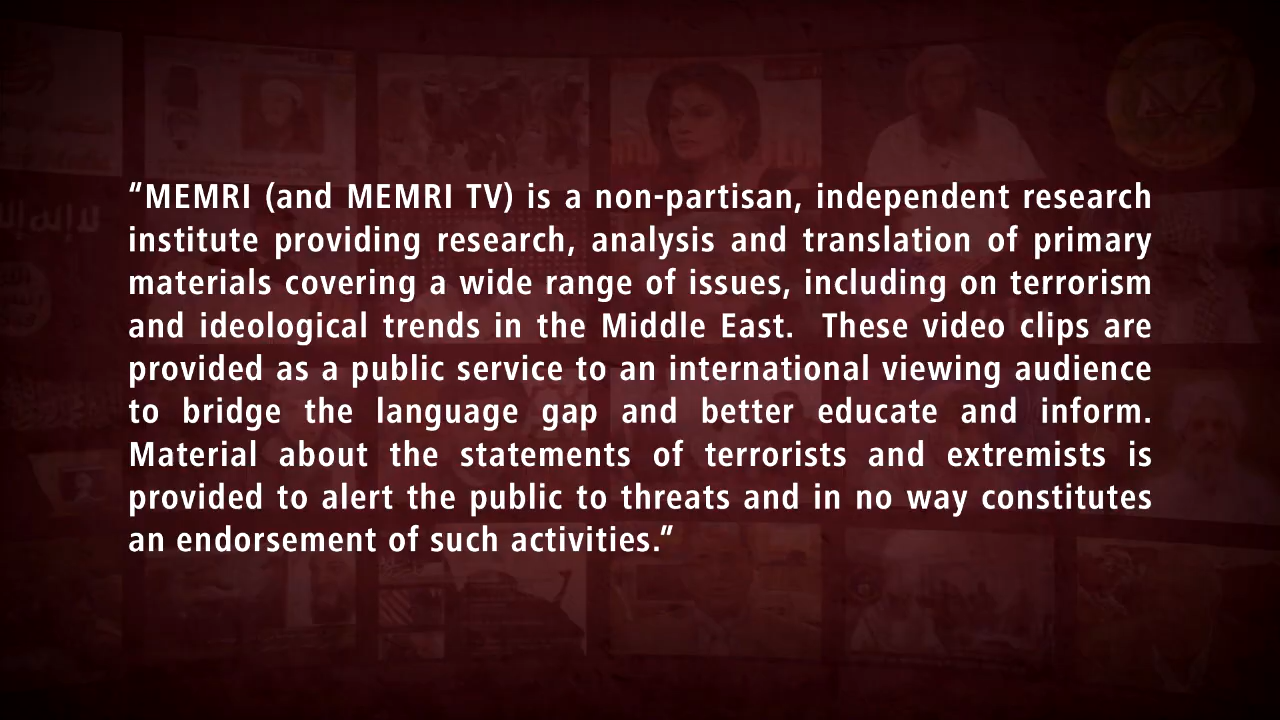 “MEMRI (and MEMRI TV) is a non-partisan, independent research
institute providing research, analysis and translation of primary
materials covering a wide range of issues, including on terrorism
and ideological trends in the Middle East.  These video clips are
provided as a public service to an international viewing audience
to bridge the language gap and better educate and inform.
Material about the statements of terrorists and extremists is
provided to alert the public to threats and in no way constitutes
an endorsement of such activities.”